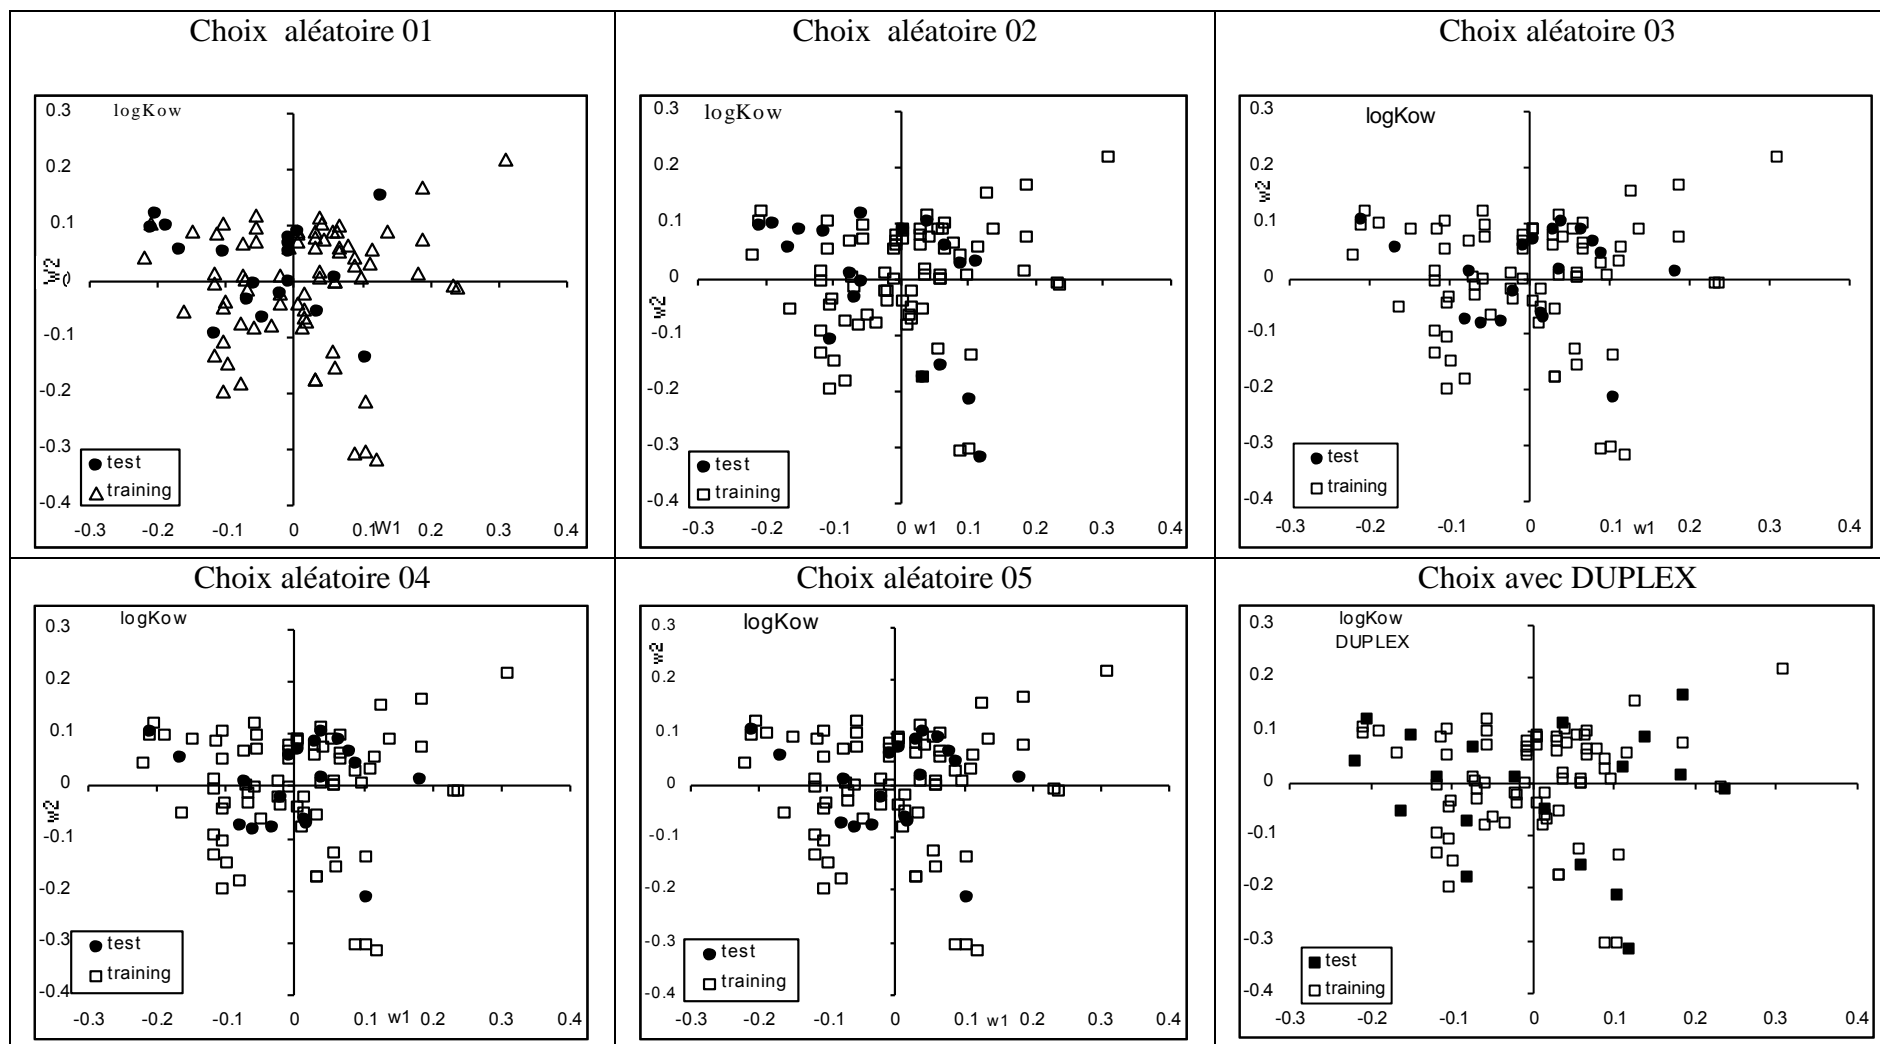 Choix aléatoire 01
Choix aléatoire 02
Choix aléatoire 03
logKow
0.3
0.2
0.1
0
-0.1
-0.2
-0.3
-0.4
w2
test
training
-0.3 -0.2 -0.1 0 0.1 W1 0.2 0.3 0.4
logKow
0.3
0.2
0.1
0
-0.1
-0.2
-0.3
-0.4
w2
test
training
-0.3 -0.2 -0.1 0 w1 0.1 0.2 0.3 0.4
logKow
0.3
0.2
0.1
0
-0.1
-0.2
-0.3
-0.4
w2
test
training
-0.3 -0.2 -0.1 0 0.1 w1 0.2 0.3 0.4
Choix aléatoire 04
Choix aléatoire 05
Choix avec DUPLEX
logKow
0.3
0.2
0.1
0
-0.1
-0.2
-0.3
-0.4
w2
test
training
-0.3 -0.2 -0.1 0 0.1 w1 0.2 0.3 0.4
logKow
0.3
0.2
0.1
0
-0.1
-0.2
-0.3
-0.4
w2
test
training
-0.3 -0.2 -0.1 0 0.1 w1 0.2 0.3 0.4
logKow
DUPLEX
0.3
0.2
0.1
0
-0.1
-0.2
-0.3
-0.4
test
training
-0.3 -0.2 -0.1 0 0.1 0.2 0.3 0.4